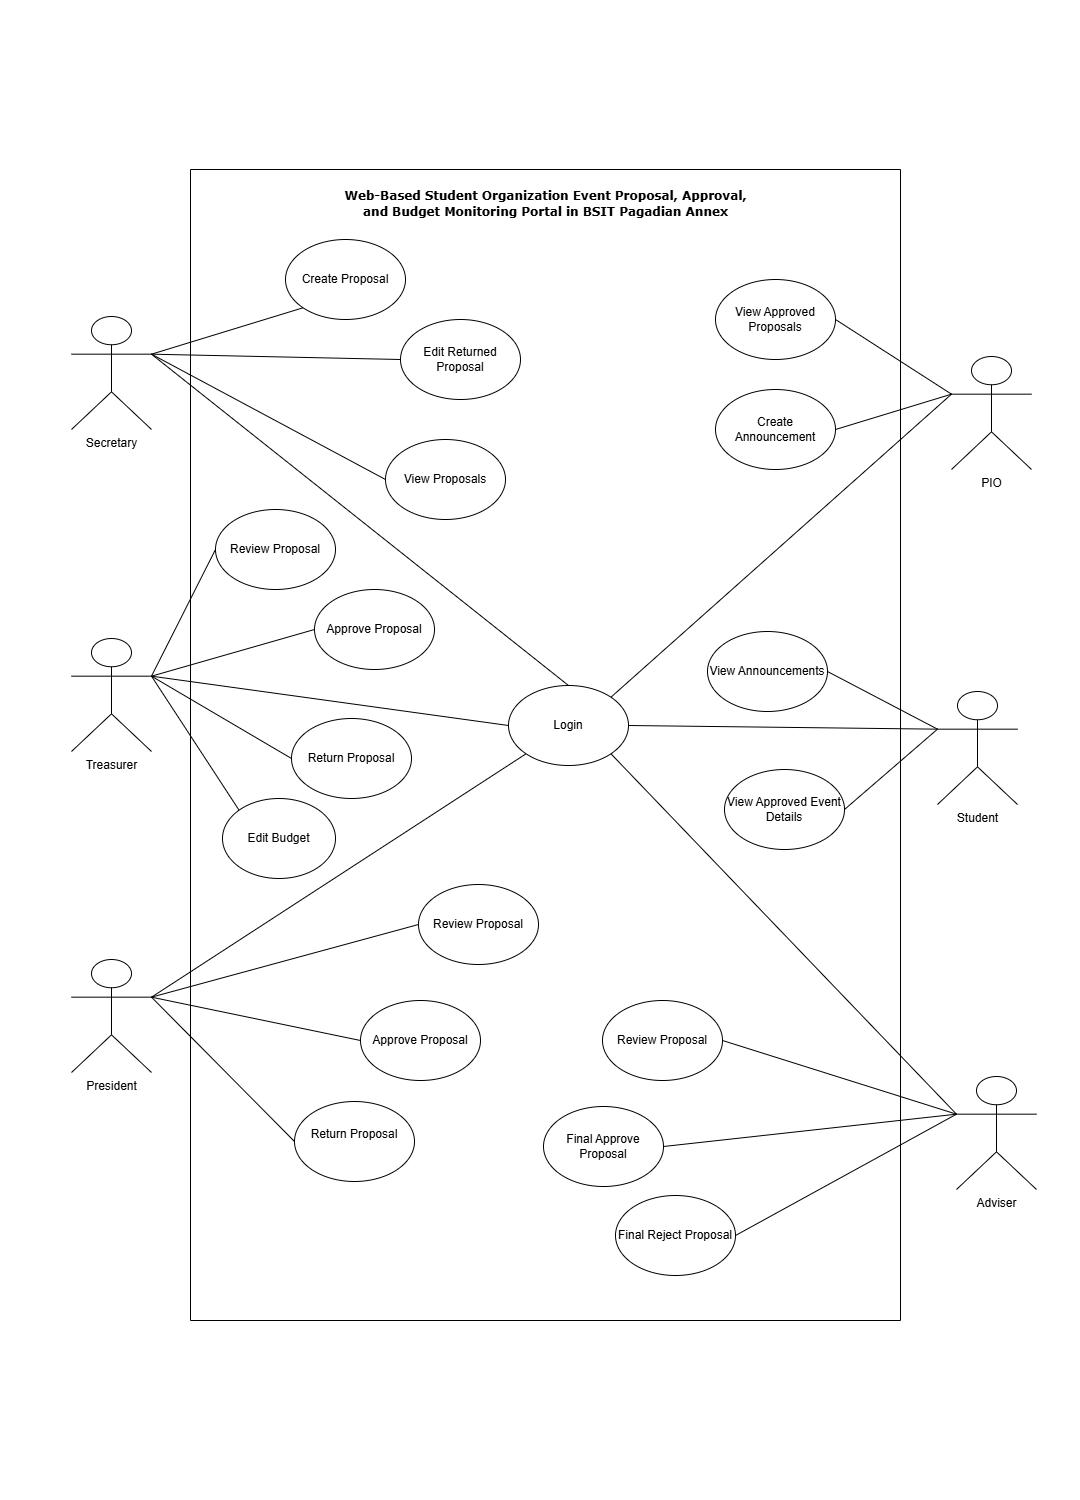 Web-Based Student Organization Event Proposal, Approval,
and Budget Monitoring Portal in BSIT Pagadian Annex
Create Proposal
Edit Returned
Proposal
View Proposals
Secretary
View Approved
Proposals
Create
Announcement
PIO
Review Proposal
Approve Proposal
Return Proposal
Edit Budget
Treasurer
Login
View Announcements
View Approved Event
Details
Student
Review Proposal
Approve Proposal
Return Proposal
President
Review Proposal
Final Approve
Proposal
Final Reject Proposal
Adviser